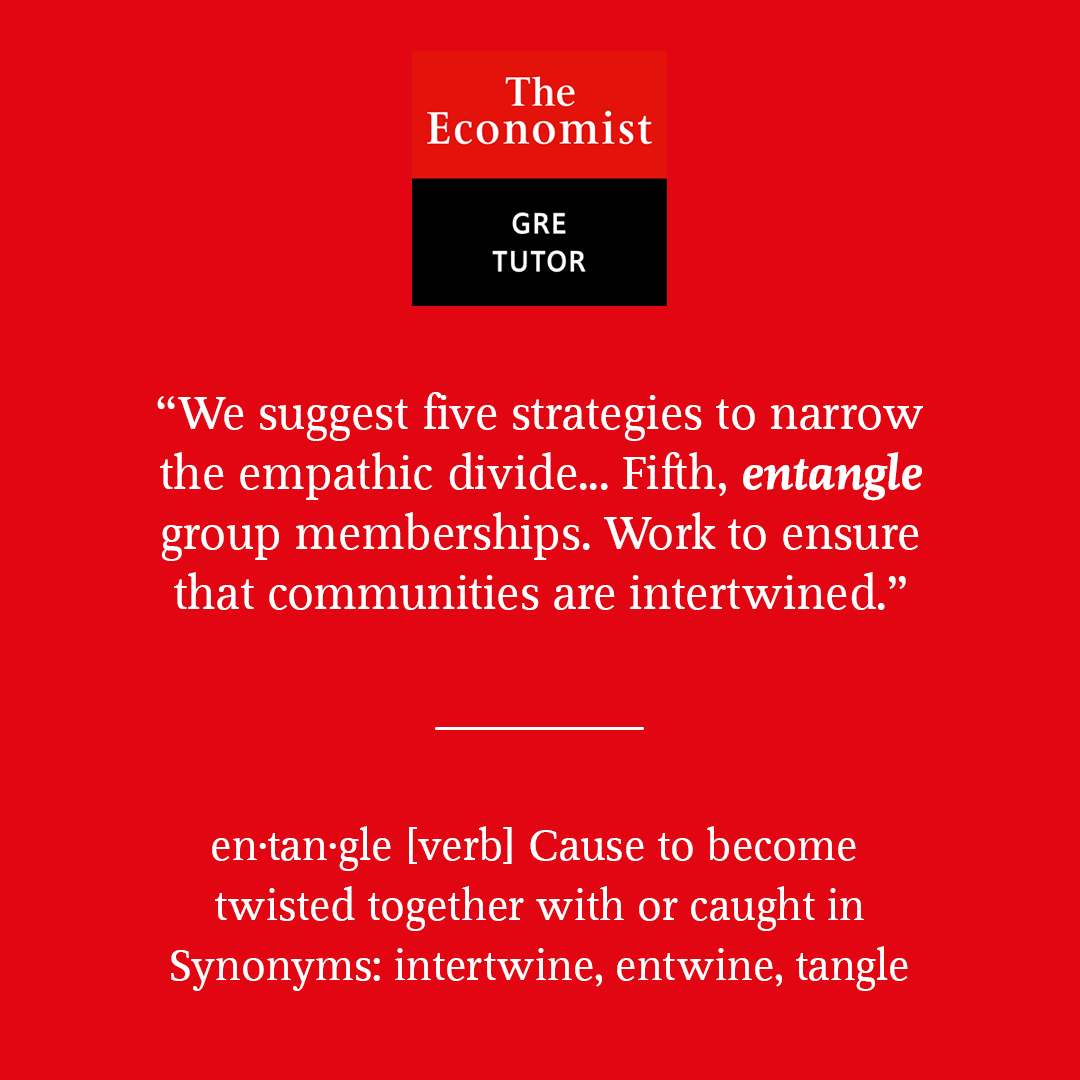 The
Economist
GRE
TUTOR
“We suggest five strategies to narrow
the empathic divide... Fifth, entangle
group memberships. Work to ensure
that communities are intertwined.”
en·tan·gle [verb] Cause to become
twisted together with or caught in
Synonyms: intertwine, entwine, tangle